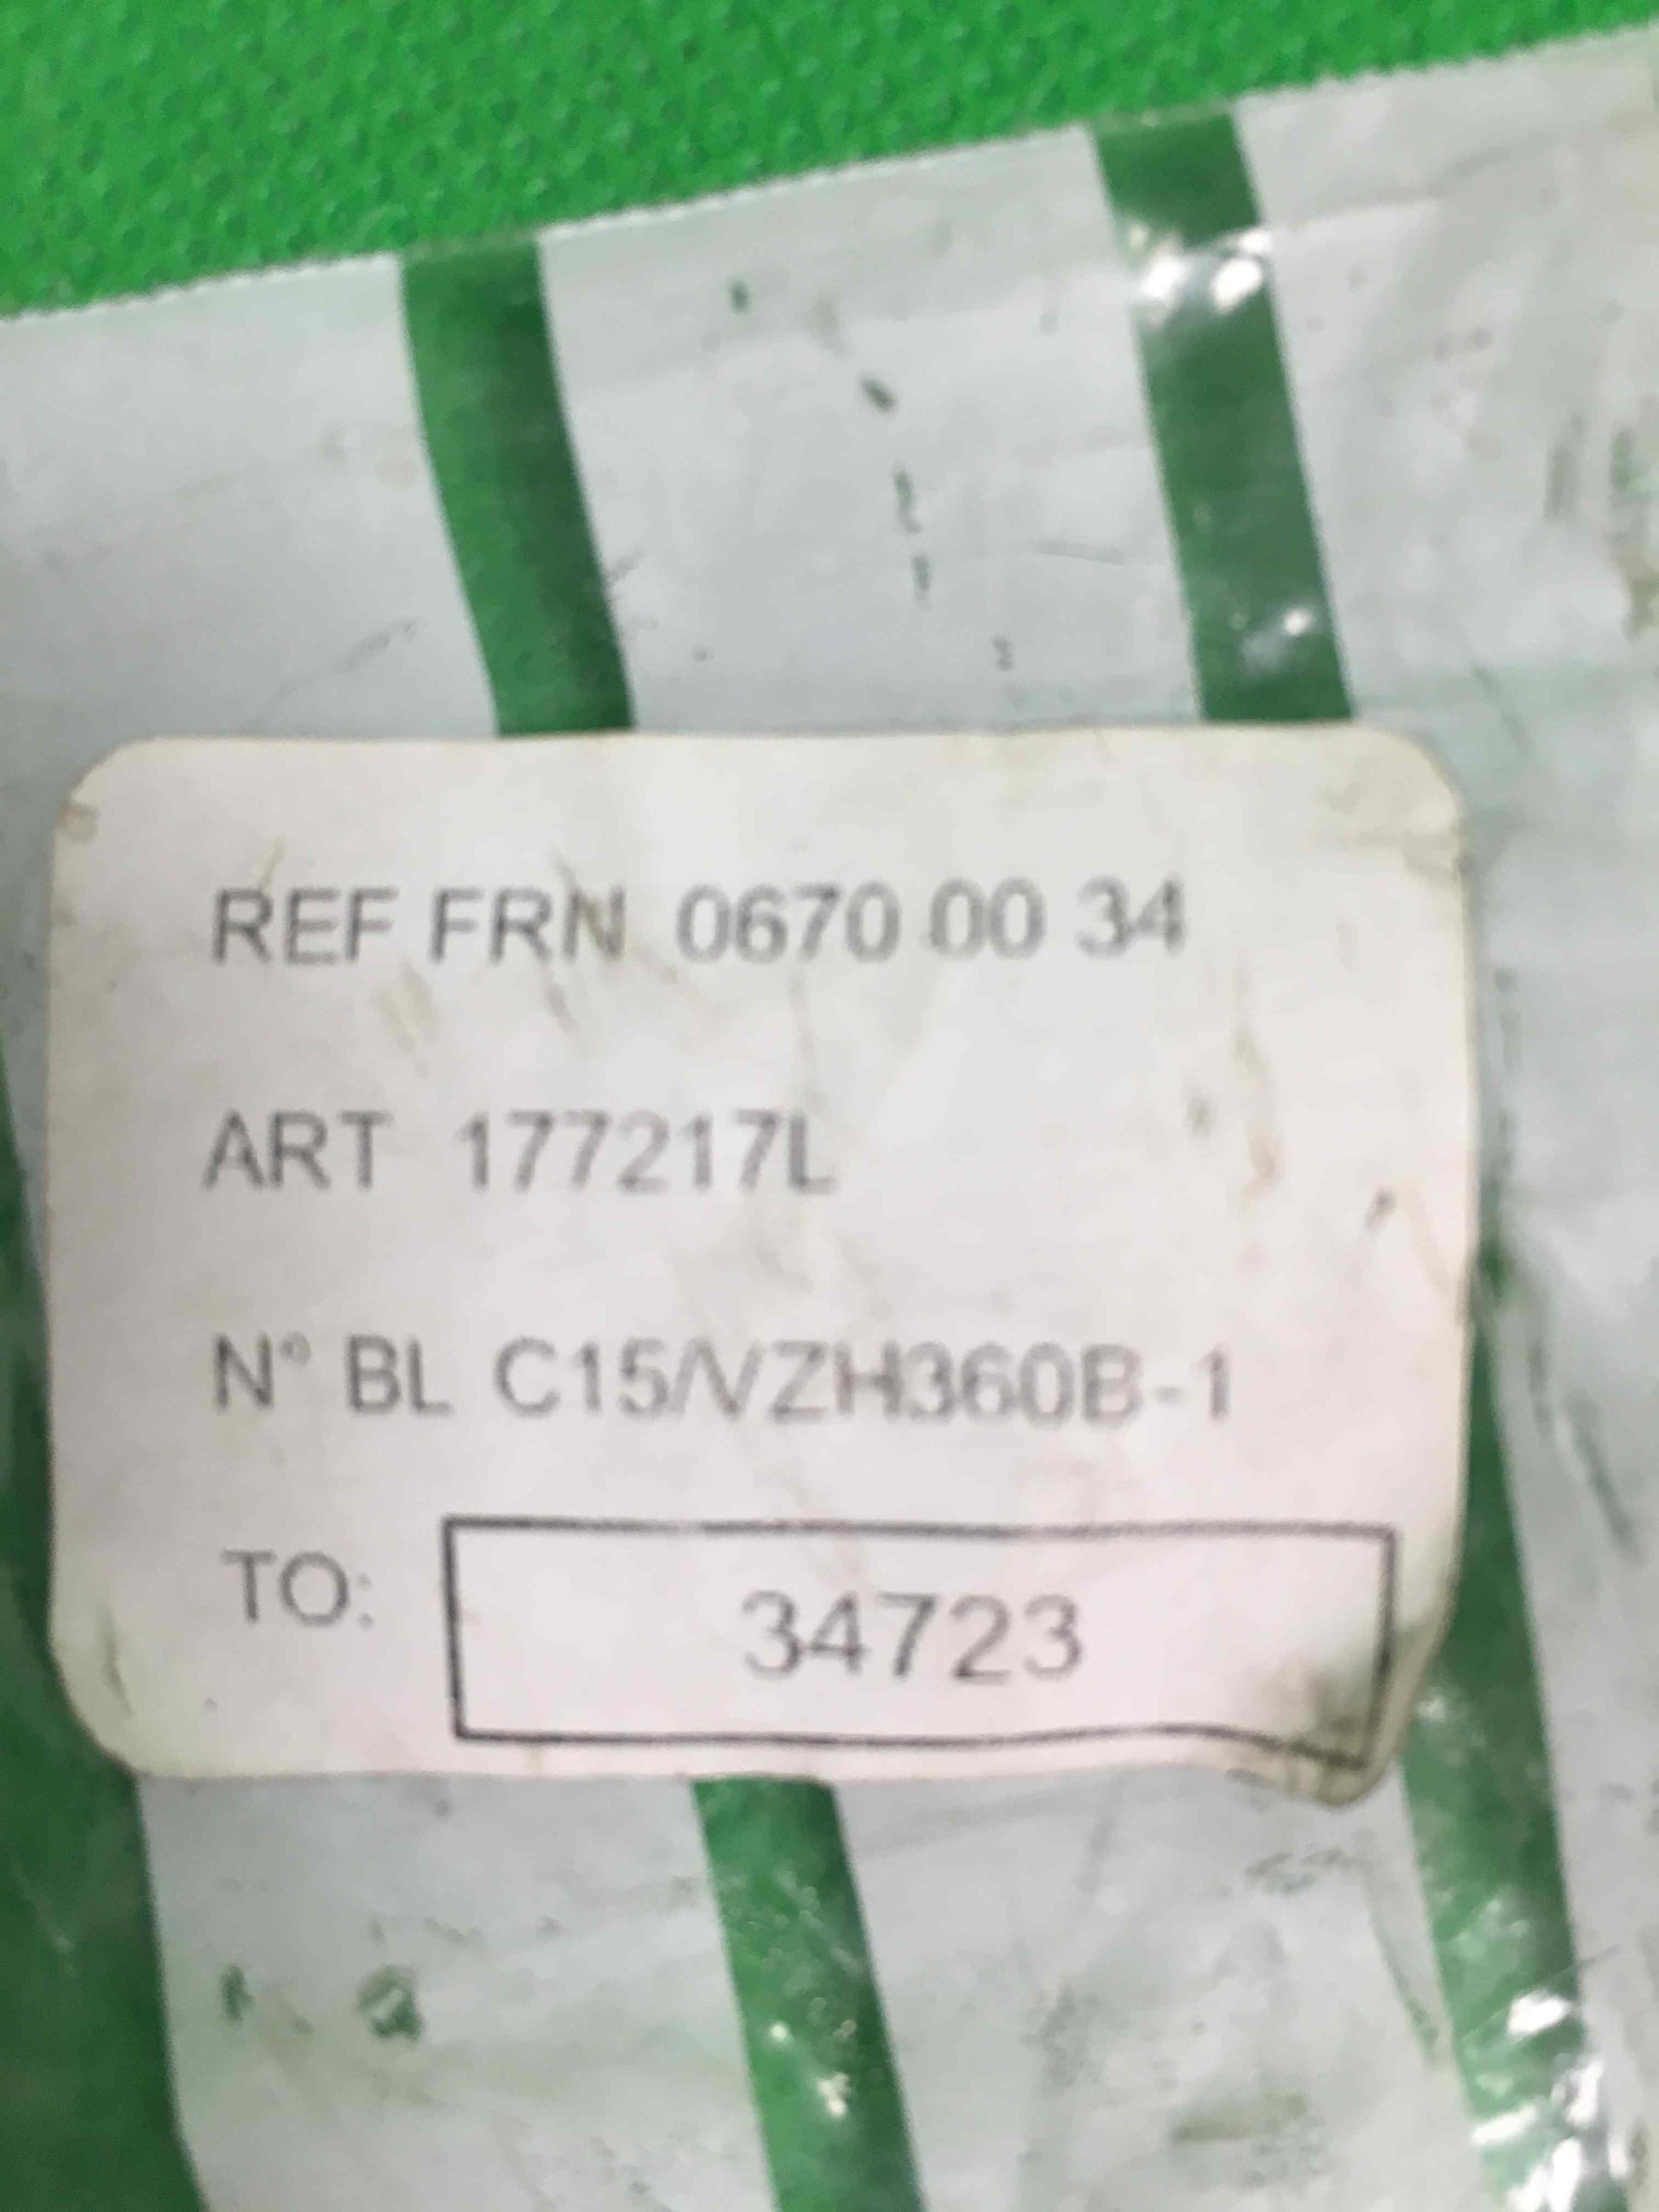 REF FRN 0670 00 34
ART 177217L
N° BL C15/VZH360B-1
TO:
34723